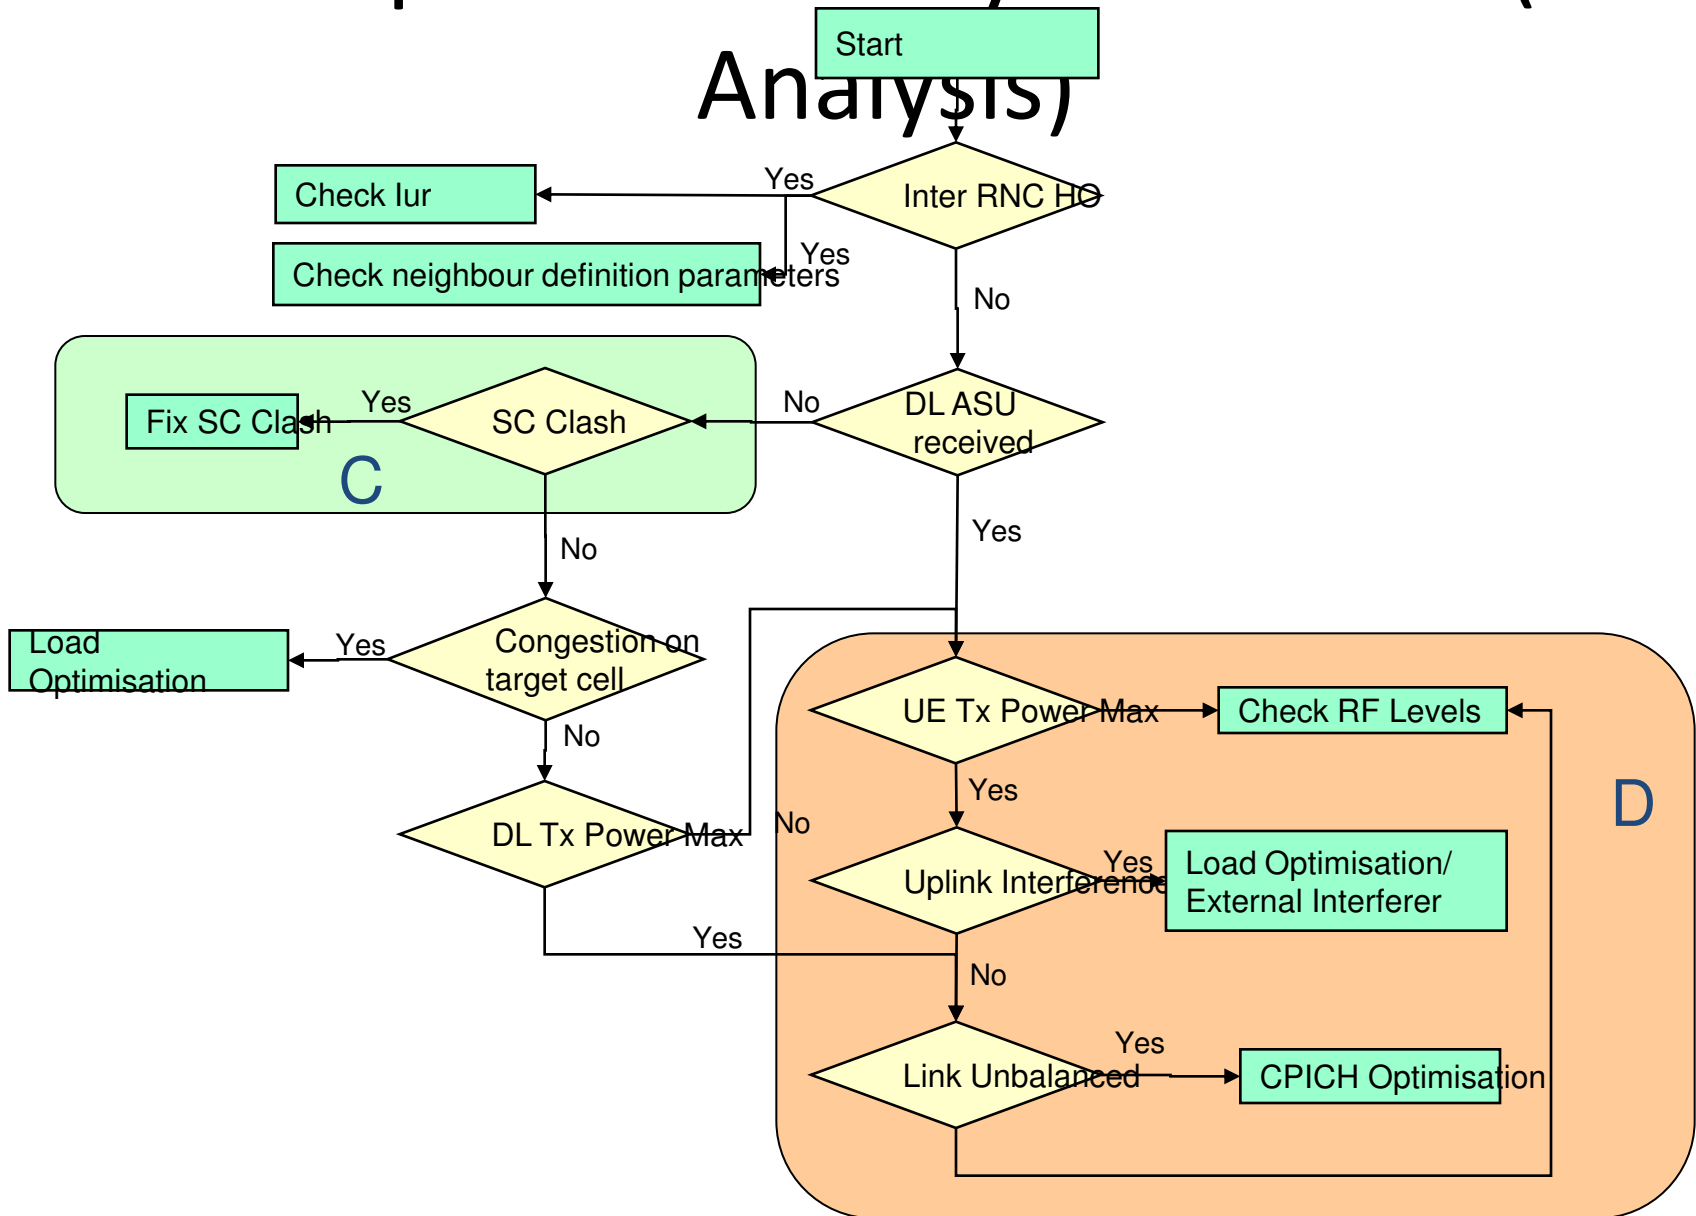 Start
Analysis)
Yes
Inter RNC HO
Check Iur
Yes
Check neighbour definition parameters
No
Yes
SC Clash
No
DL ASU
received
Fix SC Clash
C
Yes
No
Load
Optimisation
Yes
Congestion on
target cell
UE Tx Power Max
Check RF Levels
No
Yes
D
DL Tx Power Max
No
Yes
Uplink Interference
Load Optimisation/
External Interferer
Yes
No
Yes
Link Unbalanced
CPICH Optimisation